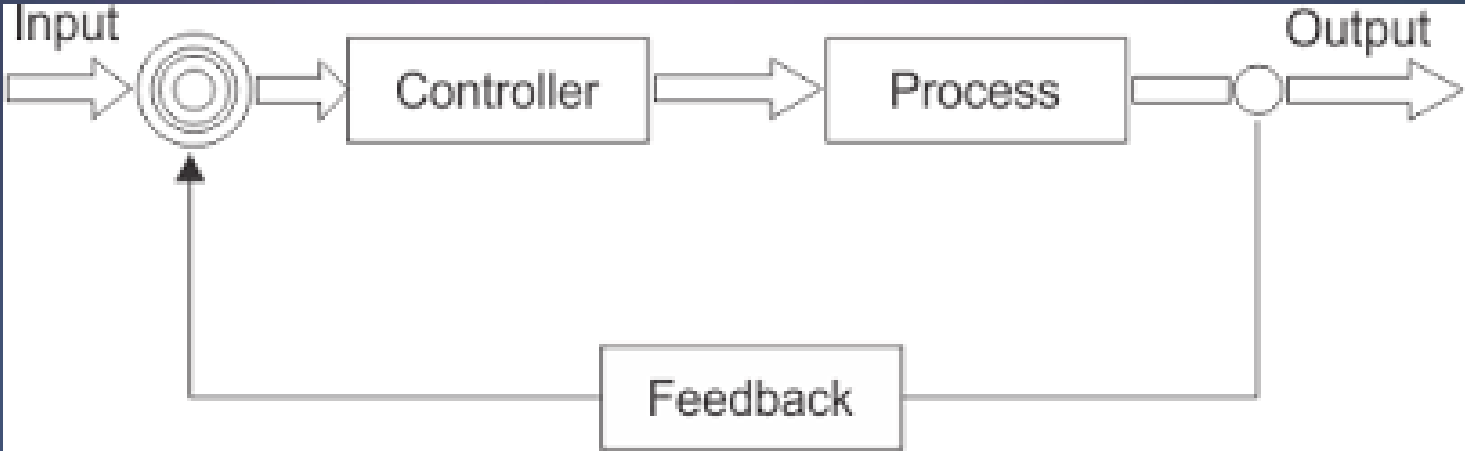 Input
Output
Controller
Process
Feedback